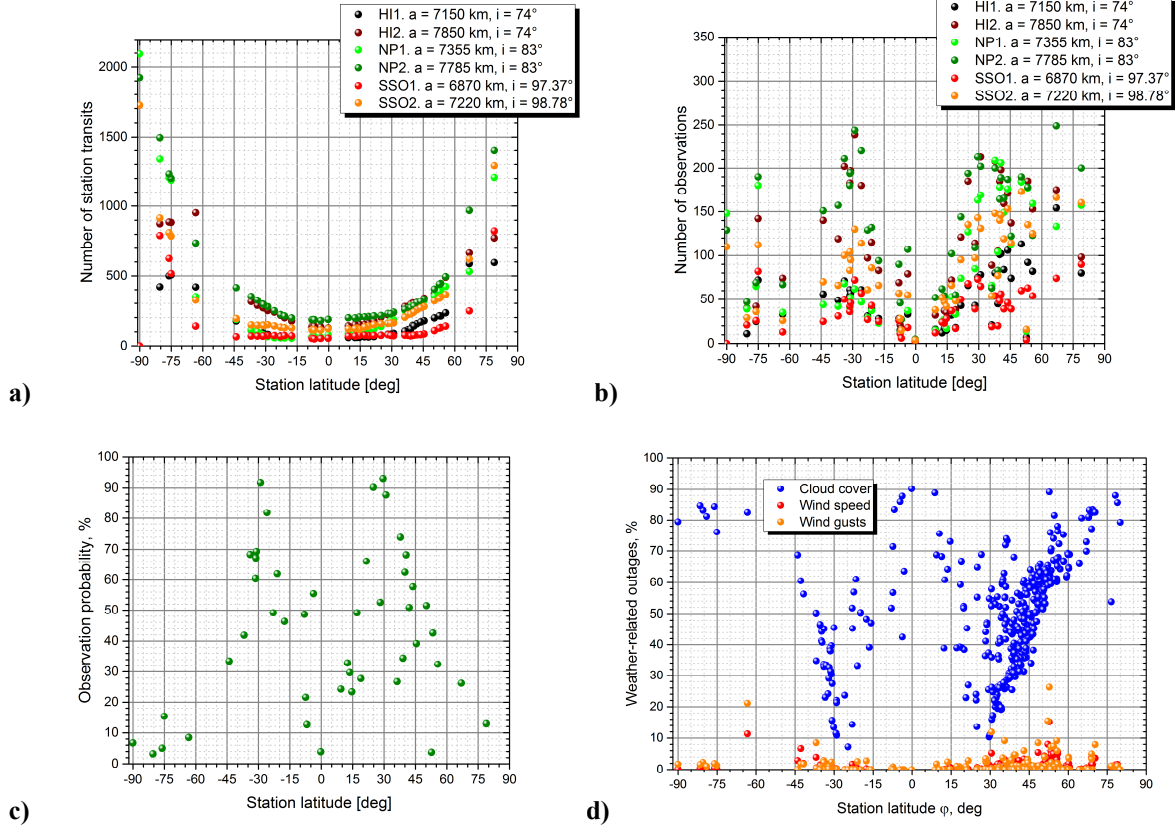 HI1. a = 7150 km, i = 74°
HI2. a = 7850 km, i = 74°
NP1. a = 7355 km, i = 83°
NP2. a = 7785 km, i = 83°
SSO1. a = 6870 km, i = 97.37°
SSO2. a = 7220 km, i = 98.78°
Number of station transits
2000
1500
1000
500
0
-90 -75 -60 -45 -30 -15 0 15 30 45 60 75 90
Station latitude [deg]
a)
HI1. a = 7150 km, i = 74°
HI2. a = 7850 km, i = 74°
NP1. a = 7355 km, i = 83°
NP2. a = 7785 km, i = 83°
SSO1. a = 6870 km, i = 97.37°
SSO2. a = 7220 km, i = 98.78°
Number of observations
350
300
250
200
150
100
50
0
-90 -75 -60 -45 -30 -15 0 15 30 45 60 75 90
Station latitude [deg]
b)
Observation probability, %
100
90
80
70
60
50
40
30
20
10
0
-90 -75 -60 -45 -30 -15 0 15 30 45 60 75 90
Station latitude [deg]
c)
Cloud cover
Wind speed
Wind gusts
Weather-related outages, %
100
90
80
70
60
50
40
30
20
10
0
-90 -75 -60 -45 -30 -15 0 15 30 45 60 75 90
Station latitude φ, deg
d)